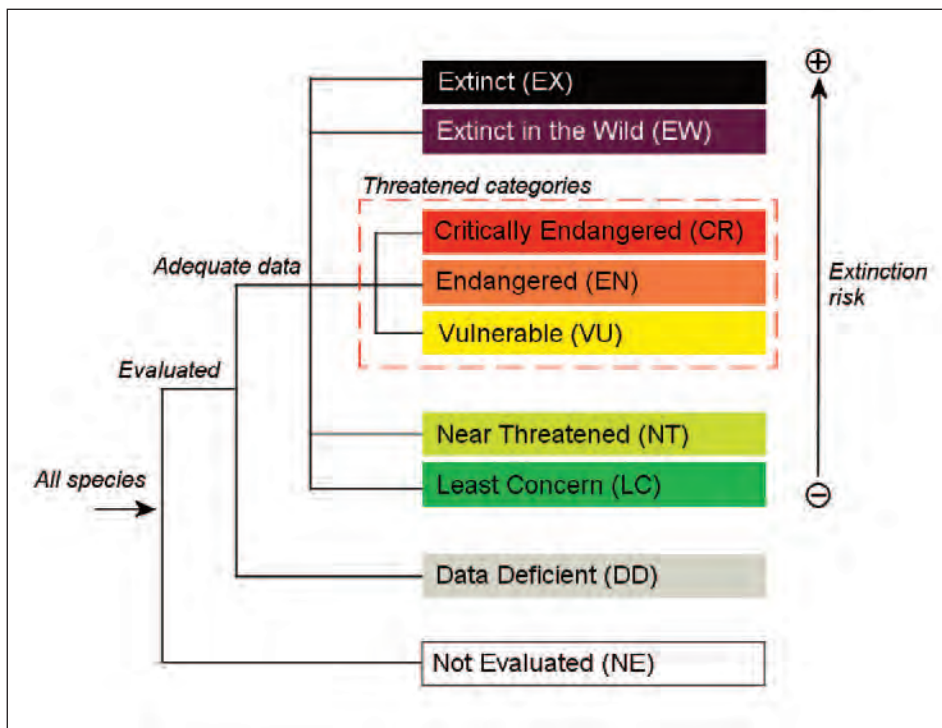 Extinct (EX)
Extinct in the Wild (EW)
Threatened categories
Critically Endangered (CR)
Adequate data
Endangered (EN)
Extinction
risk
Vulnerable (VU)
Evaluated
Near Threatened (NT)
All species
Least Concern (LC)
Data Deficient (DD)
Not Evaluated (NE)